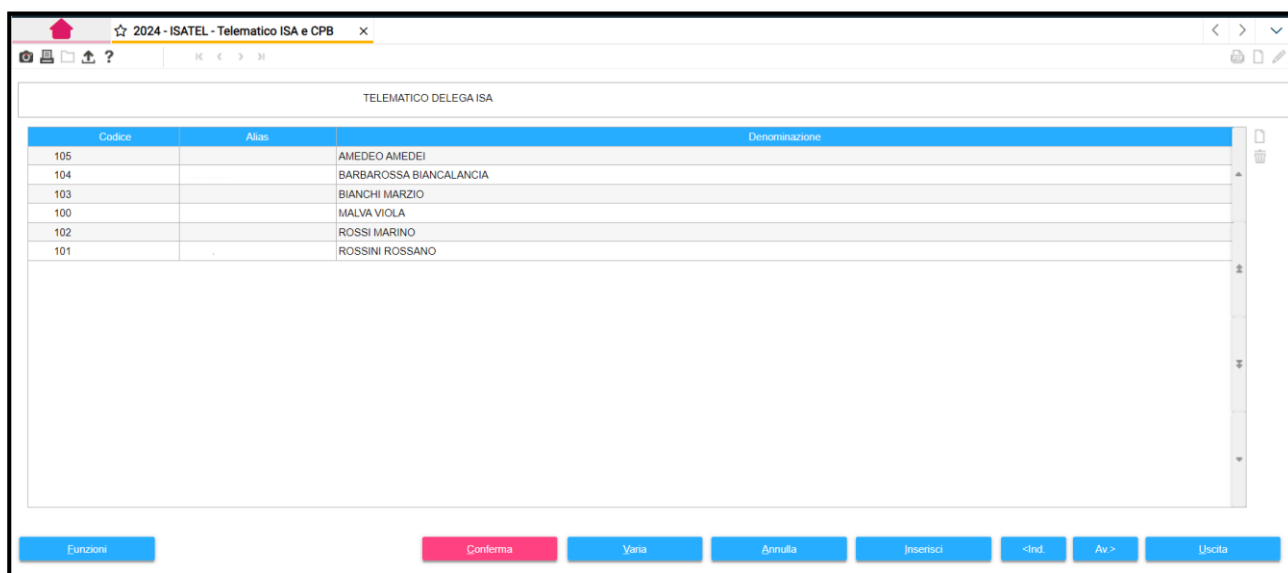 2024 - ISATEL - Telematico ISA e CPB
?
TELEMATICO DELEGA ISA
Codice Alias Denominazione
105 AMEDEO AMEDEI
104 BARBAROSSA BIANCALANCIA
103 BIANCHI MARZIO
100 MALVA VIOLA
102 ROSSI MARINO
101 ROSSINI ROSSANO
Funzioni Conferma Varia Annulla Inserisci <Ind. Av.> Uscita